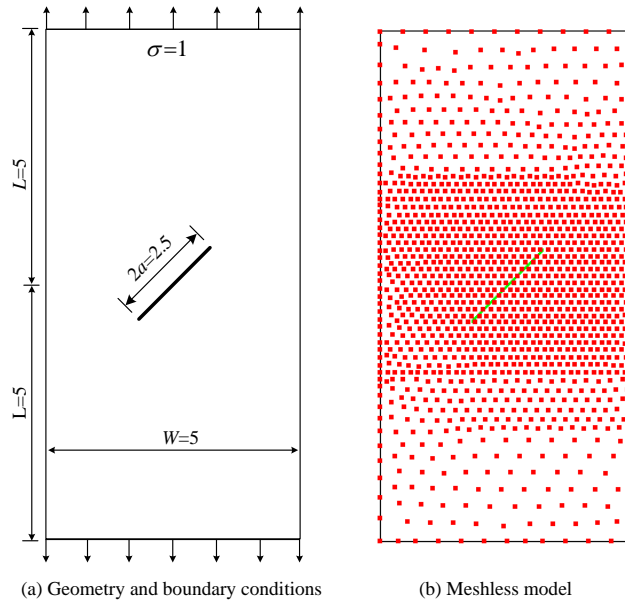 σ=1
L=5
2a=2.5
L=5
W=5
(a) Geometry and boundary conditions
(b) Meshless model